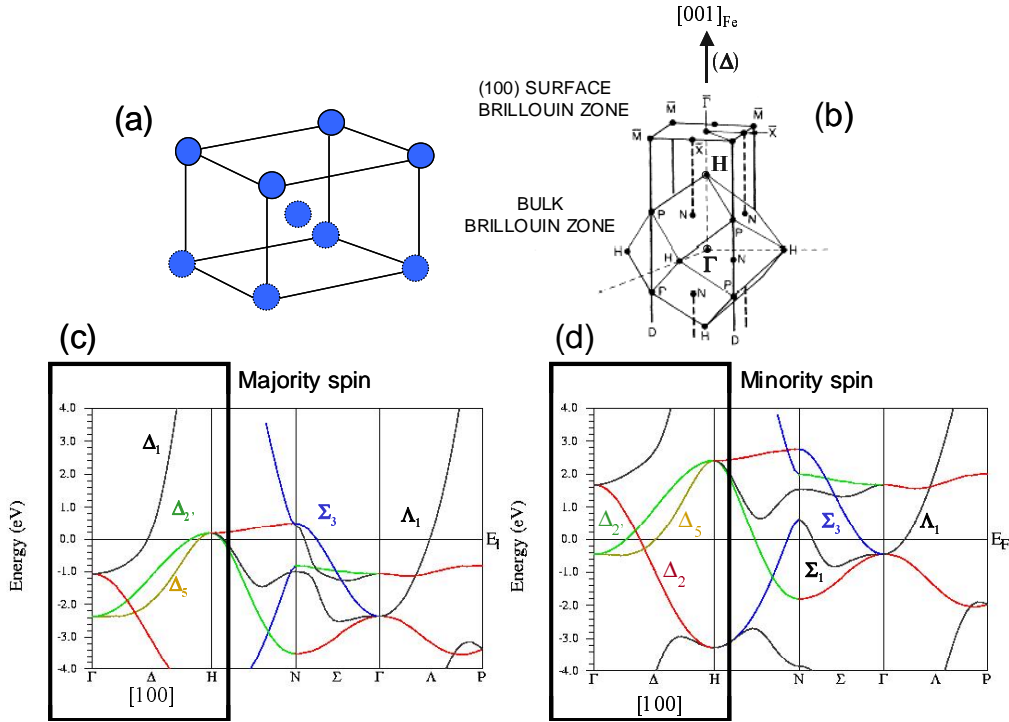 [001]Fe
(Δ)
(100) SURFACE
BRILLOUIN ZONE
(a)
(b)
M̅
Γ̅
M̅
M̅
X̅
X̅
H
BULK
BRILLOUIN ZONE
P
N
N
P
H
Γ
H
H
N
P
Γ
N
D
H
D
(c)
(d)
Majority spin
Minority spin
4.0
3.0
2.0
1.0
0.0
-1.0
-2.0
-3.0
-4.0
Energy (eV)
Δ1
Δ2'
Δ5
Σ3
Λ1
Γ
Δ
H
N
Σ
Γ
Λ
P
[100]
4.0
3.0
2.0
1.0
0.0
-1.0
-2.0
-3.0
-4.0
Energy (eV)
Δ2'
Δ5
Δ2
Σ3
Σ1
Λ1
EF
Γ
Δ
H
N
Σ
Γ
Λ
P
[100]